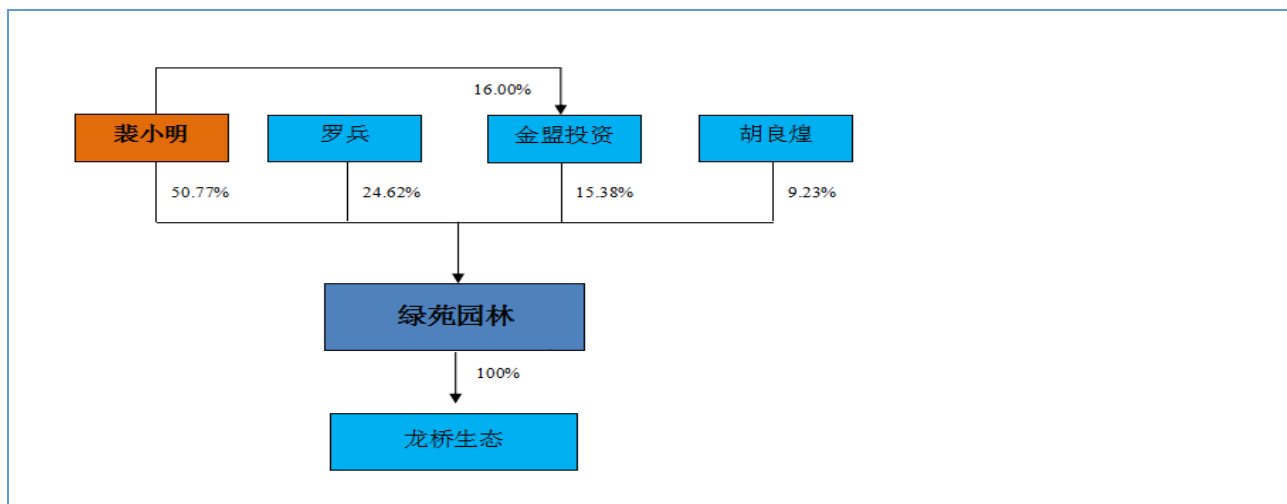 16.00%
裴小明
罗兵
金盟投资
胡良煌
50.77%
24.62%
15.38%
9.23%
绿苑园林
100%
龙桥生态